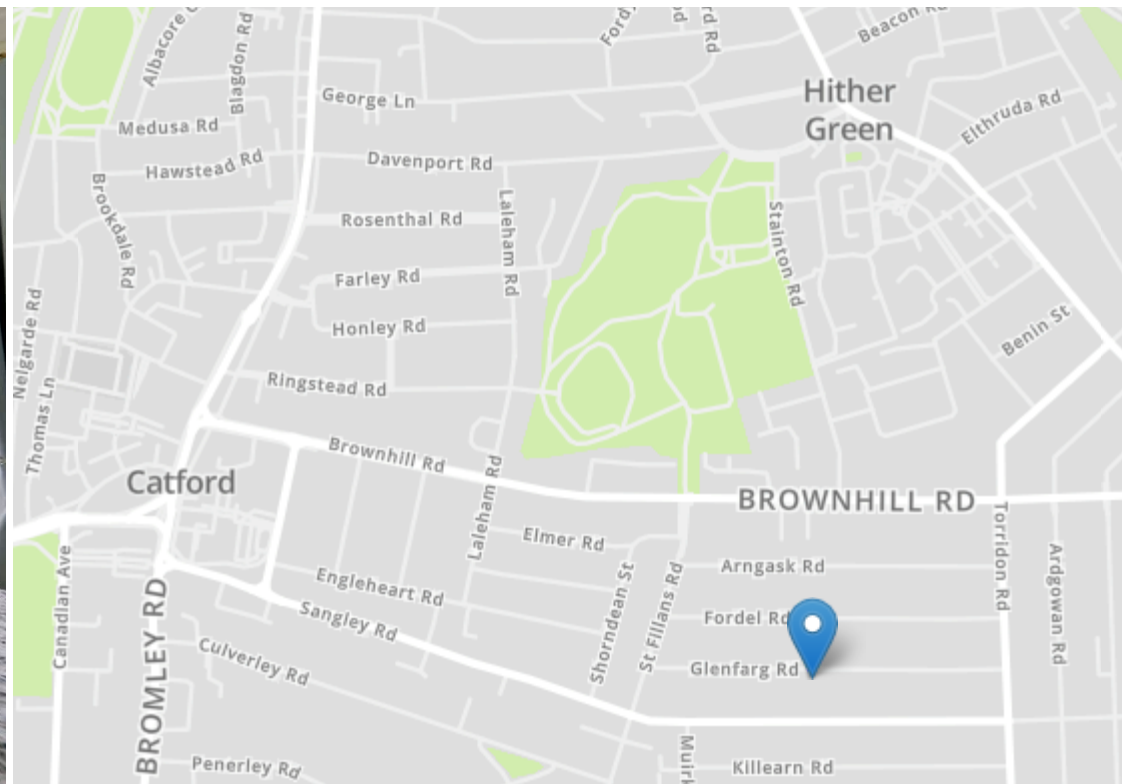 Albacore
Blagdon Rd
Beacon Rd
George Ln
Hither
Green
Elthruda Rd
Medusa Rd
Hawstead Rd
Davenport Rd
Brookdale Rd
Laleham Rd
Rosenthal Rd
Stainton Rd
Farley Rd
Honley Rd
Nelgarde Rd
Benin St
Thomas Ln
Ringstead Rd
Brownhill Rd
Catford
BROWNHILL RD
Laleham Rd
Elmer Rd
Torridon Rd
Ardgowan Rd
Canadian Ave
Engleheart Rd
Sangley Rd
Shorndean St
St Fillans Rd
Arngask Rd
Fordel Rd
Glenfarg Rd
BROMLEY RD
Culverley Rd
Penerley Rd
Killearn Rd